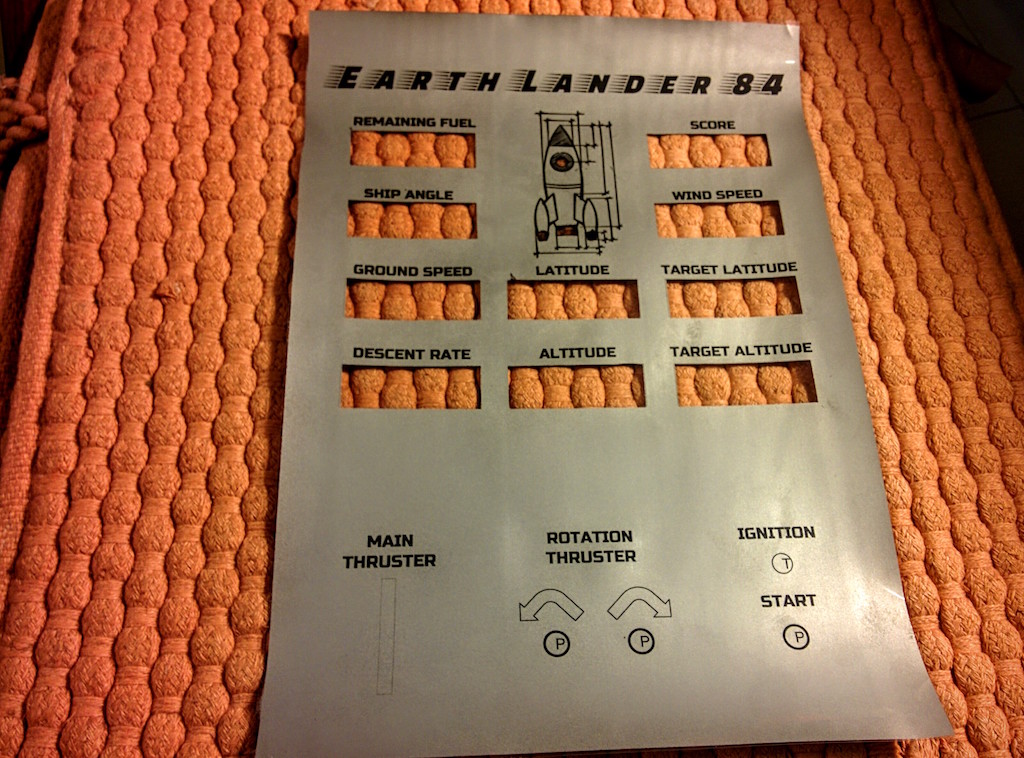 EARTH LANDER 84
REMAINING FUEL
SCORE
SHIP ANGLE
WIND SPEED
GROUND SPEED
LATITUDE
TARGET LATITUDE
DESCENT RATE
ALTITUDE
TARGET ALTITUDE
MAIN
THRUSTER
ROTATION
THRUSTER
IGNITION
T
START
P
P
P